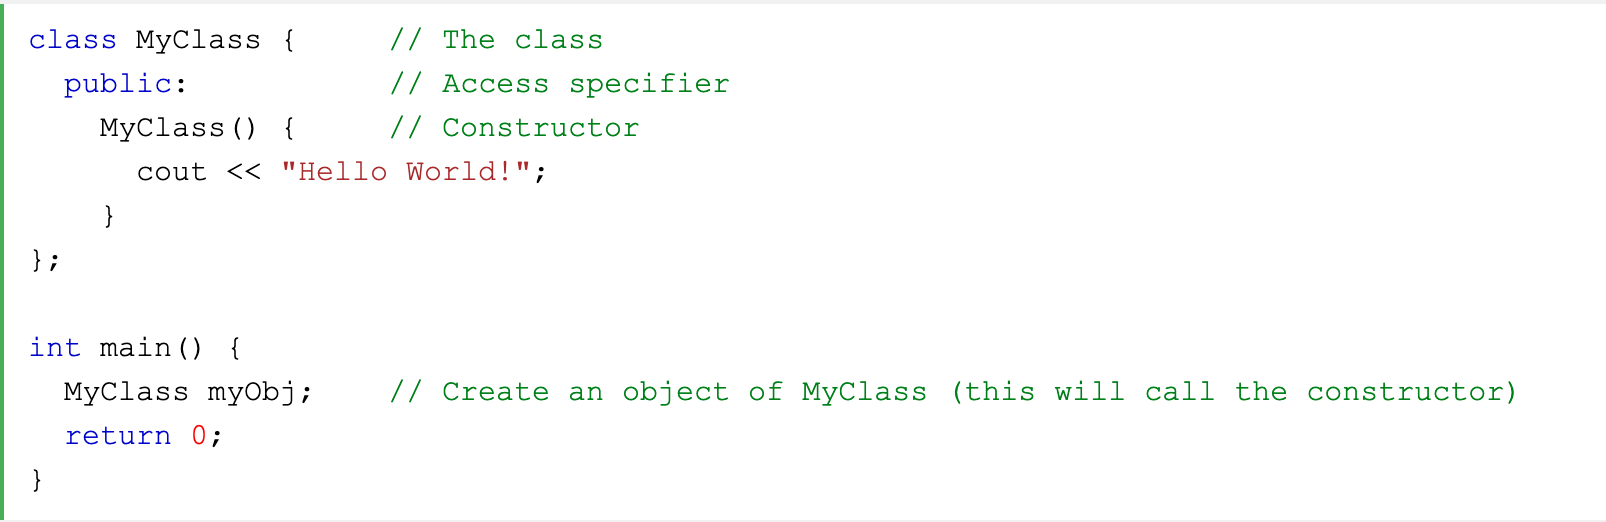 class MyClass {     // The class
  public:           // Access specifier
    MyClass() {     // Constructor
      cout << "Hello World!";
    }
};

int main() {
  MyClass myObj;    // Create an object of MyClass (this will call the constructor)
  return 0;
}